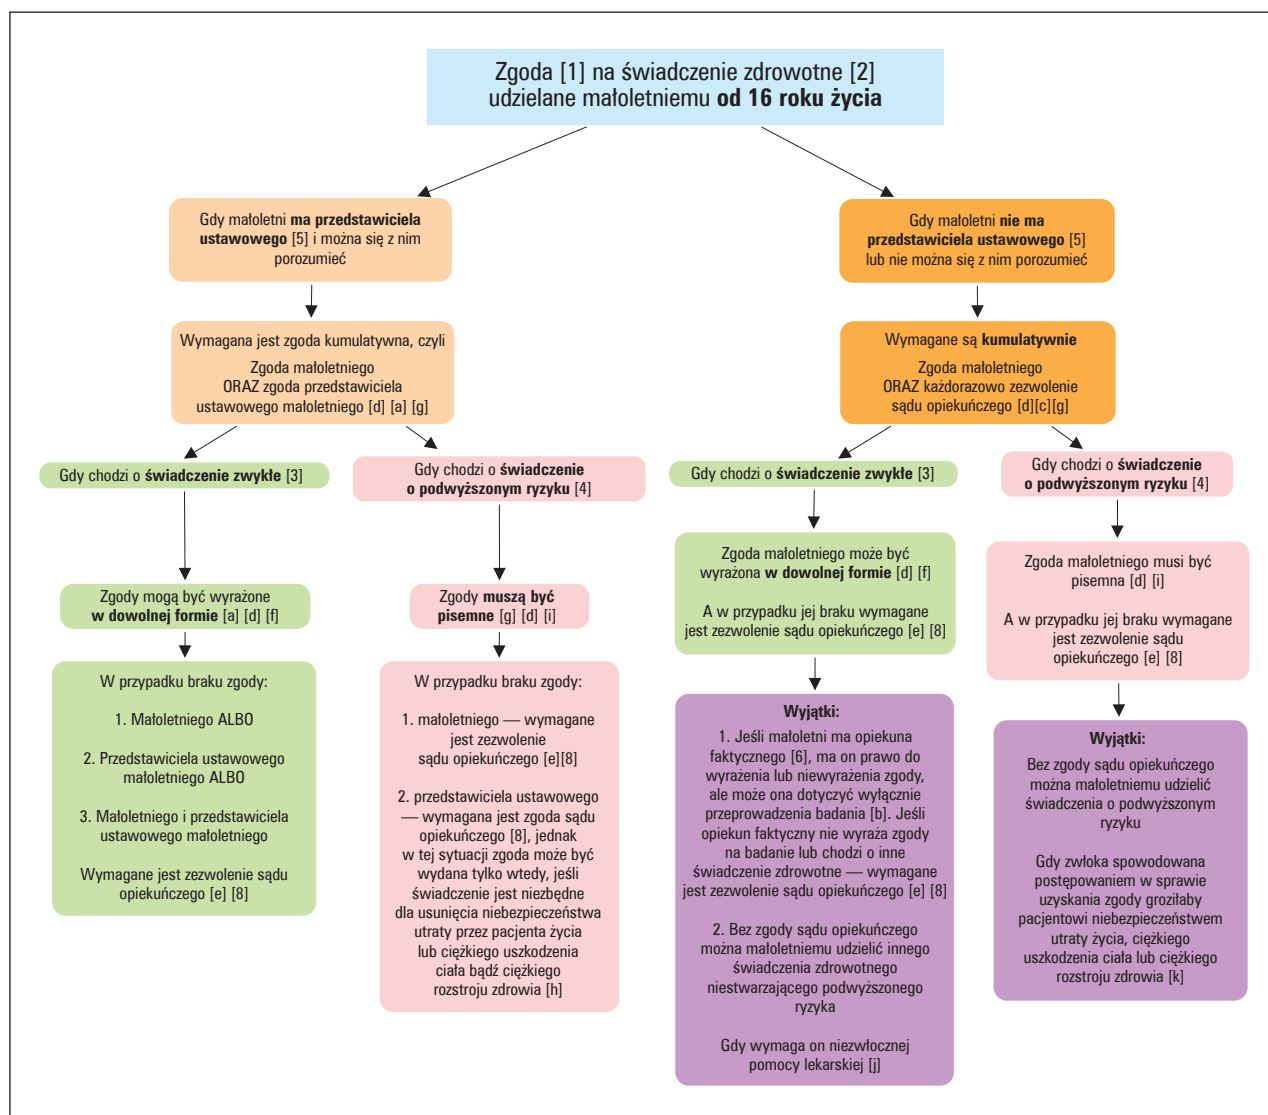 Zgoda [1] na świadczenie zdrowotne [2]
udzielane małoletniemu od 16 roku życia
Gdy małoletni ma przedstawiciela
ustawowego [5] i można się z nim
porozumieć
Gdy małoletni nie ma
przedstawiciela ustawowego [5]
lub nie można się z nim porozumieć
Wymagana jest zgoda kumulatywna, czyli
Zgoda małoletniego
ORAZ zgoda przedstawiciela
ustawowego małoletniego [d] [a] [g]
Wymagane są kumulatywnie
Zgoda małoletniego
ORAZ każdorazowo zezwolenie
sądu opiekuńczego [d][c][g]
Gdy chodzi o świadczenie zwykłe [3]
Gdy chodzi o świadczenie
o podwyższonym ryzyku [4]
Gdy chodzi o świadczenie zwykłe [3]
Gdy chodzi o świadczenie
o podwyższonym ryzyku [4]
Zgody mogą być wyrażone
w dowolnej formie [a] [d] [f]
Zgody muszą być
pisemne [g] [d] [i]
Zgoda małoletniego może być
wyrażona w dowolnej formie [d] [f]
A w przypadku jej braku wymagane
jest zezwolenie sądu opiekuńczego [e] [8]
Zgoda małoletniego musi być
pisemna [d] [i]
A w przypadku jej braku wymagane
jest zezwolenie sądu
opiekuńczego [e] [8]
W przypadku braku zgody:
1. Małoletniego ALBO
2. Przedstawiciela ustawowego
małoletniego ALBO
3. Małoletniego i przedstawiciela
ustawowego małoletniego
Wymagane jest zezwolenie sądu
opiekuńczego [e] [8]
W przypadku braku zgody:
1. małoletniego — wymagane
jest zezwolenie
sądu opiekuńczego [e][8]
2. przedstawiciela ustawowego
— wymagana jest zgoda sądu
opiekuńczego [8], jednak
w tej sytuacji zgoda może być
wydana tylko wtedy, jeśli
świadczenie jest niezbędne
dla usunięcia niebezpieczeństwa
utraty przez pacjenta życia
lub ciężkiego uszkodzenia
ciała bądź ciężkiego
rozstroju zdrowia [h]
Wyjątki:
1. Jeśli małoletni ma opiekuna
faktycznego [6], ma on prawo do
wyrażenia lub niewyrażenia zgody,
ale może ona dotyczyć wyłącznie
przeprowadzenia badania [b]. Jeśli
opiekun faktyczny nie wyraża zgody
na badanie lub chodzi o inne
świadczenie zdrowotne — wymagane
jest zezwolenie sądu opiekuńczego [e] [8]
2. Bez zgody sądu opiekuńczego
można małoletniemu udzielić innego
świadczenia zdrowotnego
niestwarzającego podwyższonego
ryzyka
Gdy wymaga on niezwłocznej
pomocy lekarskiej [j]
Wyjątki:
Bez zgody sądu opiekuńczego
można małoletniemu udzielić
świadczenia o podwyższonym
ryzyku
Gdy zwłoka spowodowana
postępowaniem w sprawie
uzyskania zgody groziłaby
pacjentowi niebezpieczeństwem
utraty życia, ciężkiego
uszkodzenia ciała lub ciężkiego
rozstroju zdrowia [k]